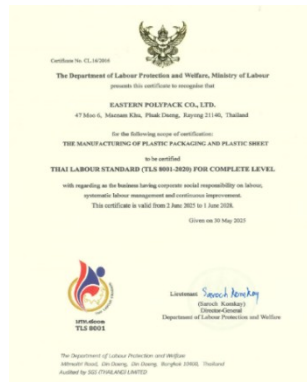 Certificate No. CL 16/2568
The Department of Labour Protection and Welfare, Ministry of Labour
presents this certificate to recognize that
EASTERN POLYPACK CO., LTD.
47 Moo 6, Marnam Khu, Pluak Daeng, Rayong 21140, Thailand
for the following scope of certification:
THE MANUFACTURING OF PLASTIC PACKAGING AND PLASTIC SHEET
to be certified
THAI LABOUR STANDARD (TLS 8001-2020) FOR COMPLETE LEVEL
with regarding as the business having corporate social responsibility on labour,
systematic labour management and continuous improvement.
This certificate is valid from 2 June 2025 to 1 June 2028.
Given on 30 May 2025
Lieutenant
(Saroch Komkay)
Director-General
Department of Labour Protection and Welfare
TLS 8001
The Department of Labour Protection and Welfare
Mitmaitri Road, Din Daeng, Din Daeng, Bangkok 10400, Thailand
Audited by SGS (THAILAND) LIMITED